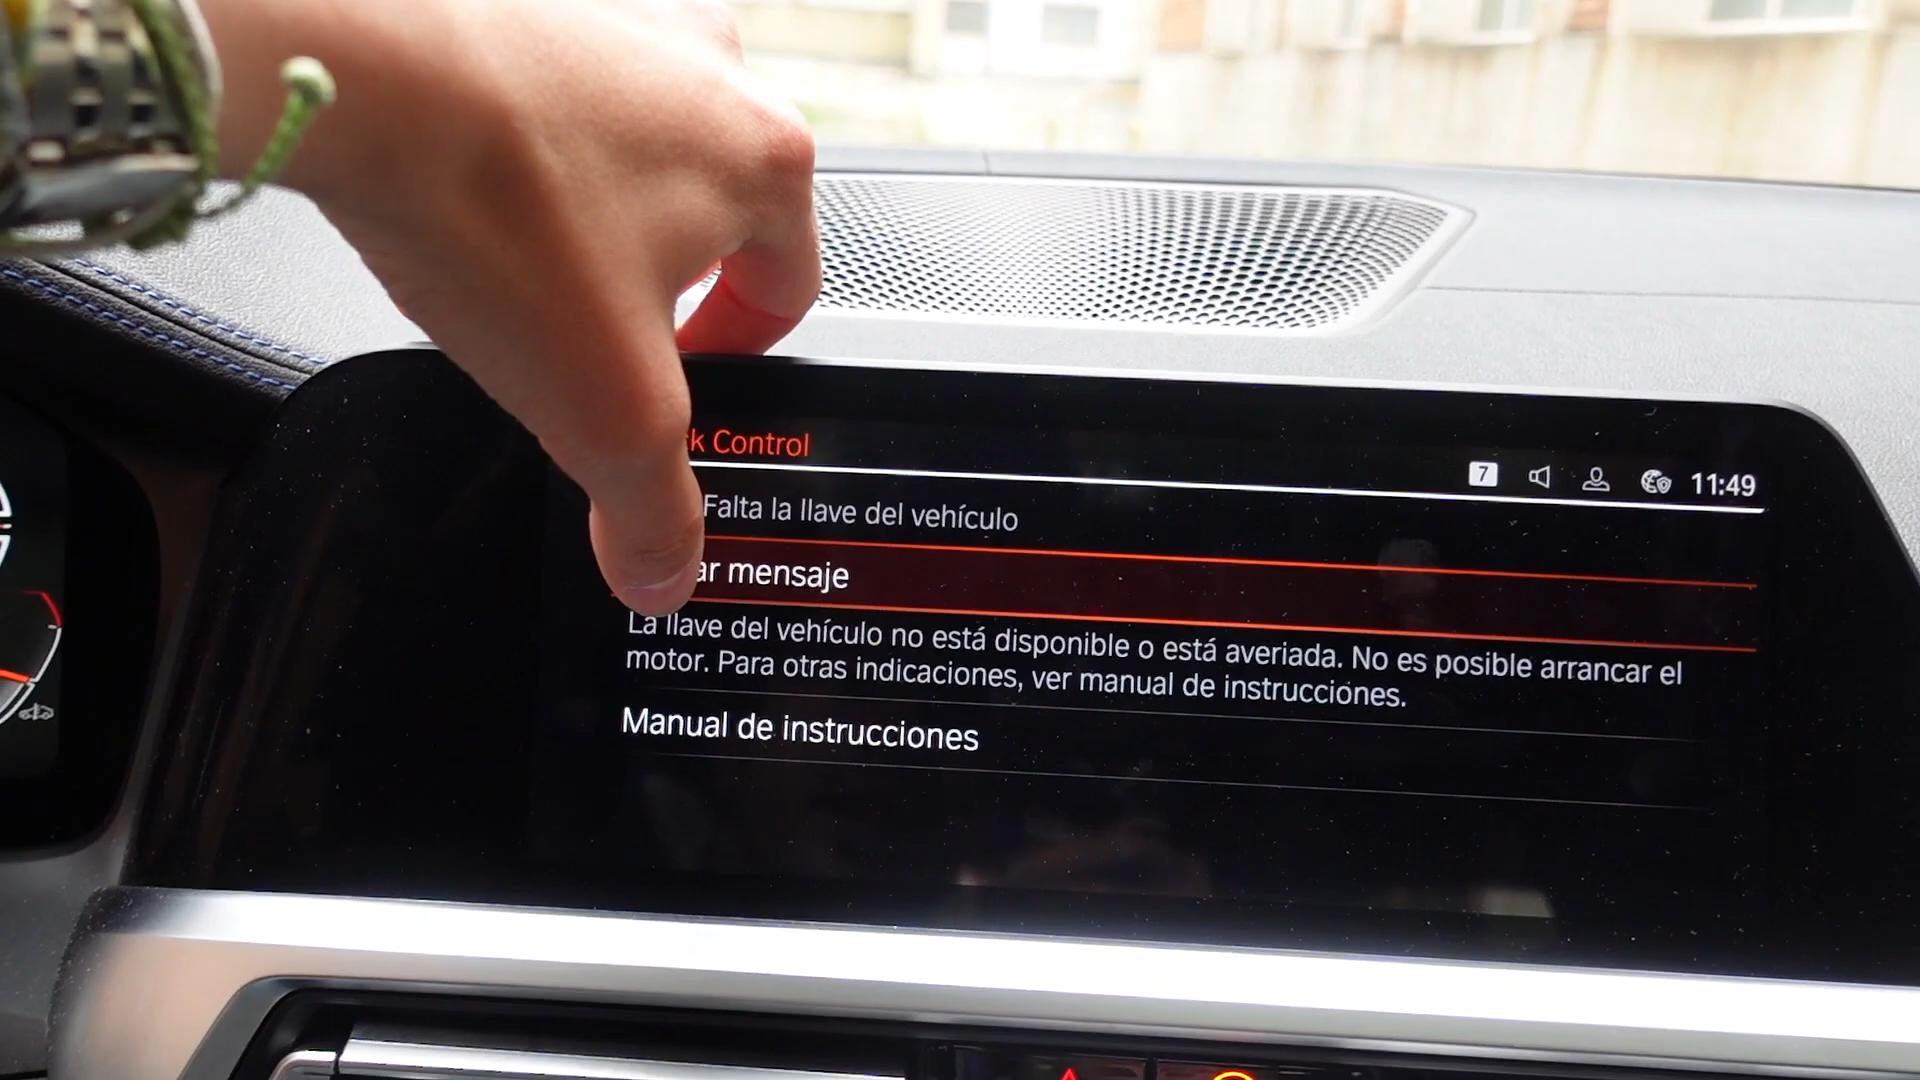 Control
7
11:49
Falta la llave del vehículo
mensaje
La llave del vehículo no está disponible o está averiada. No es posible arrancar el
motor. Para otras indicaciones, ver manual de instrucciones.
Manual de instrucciones